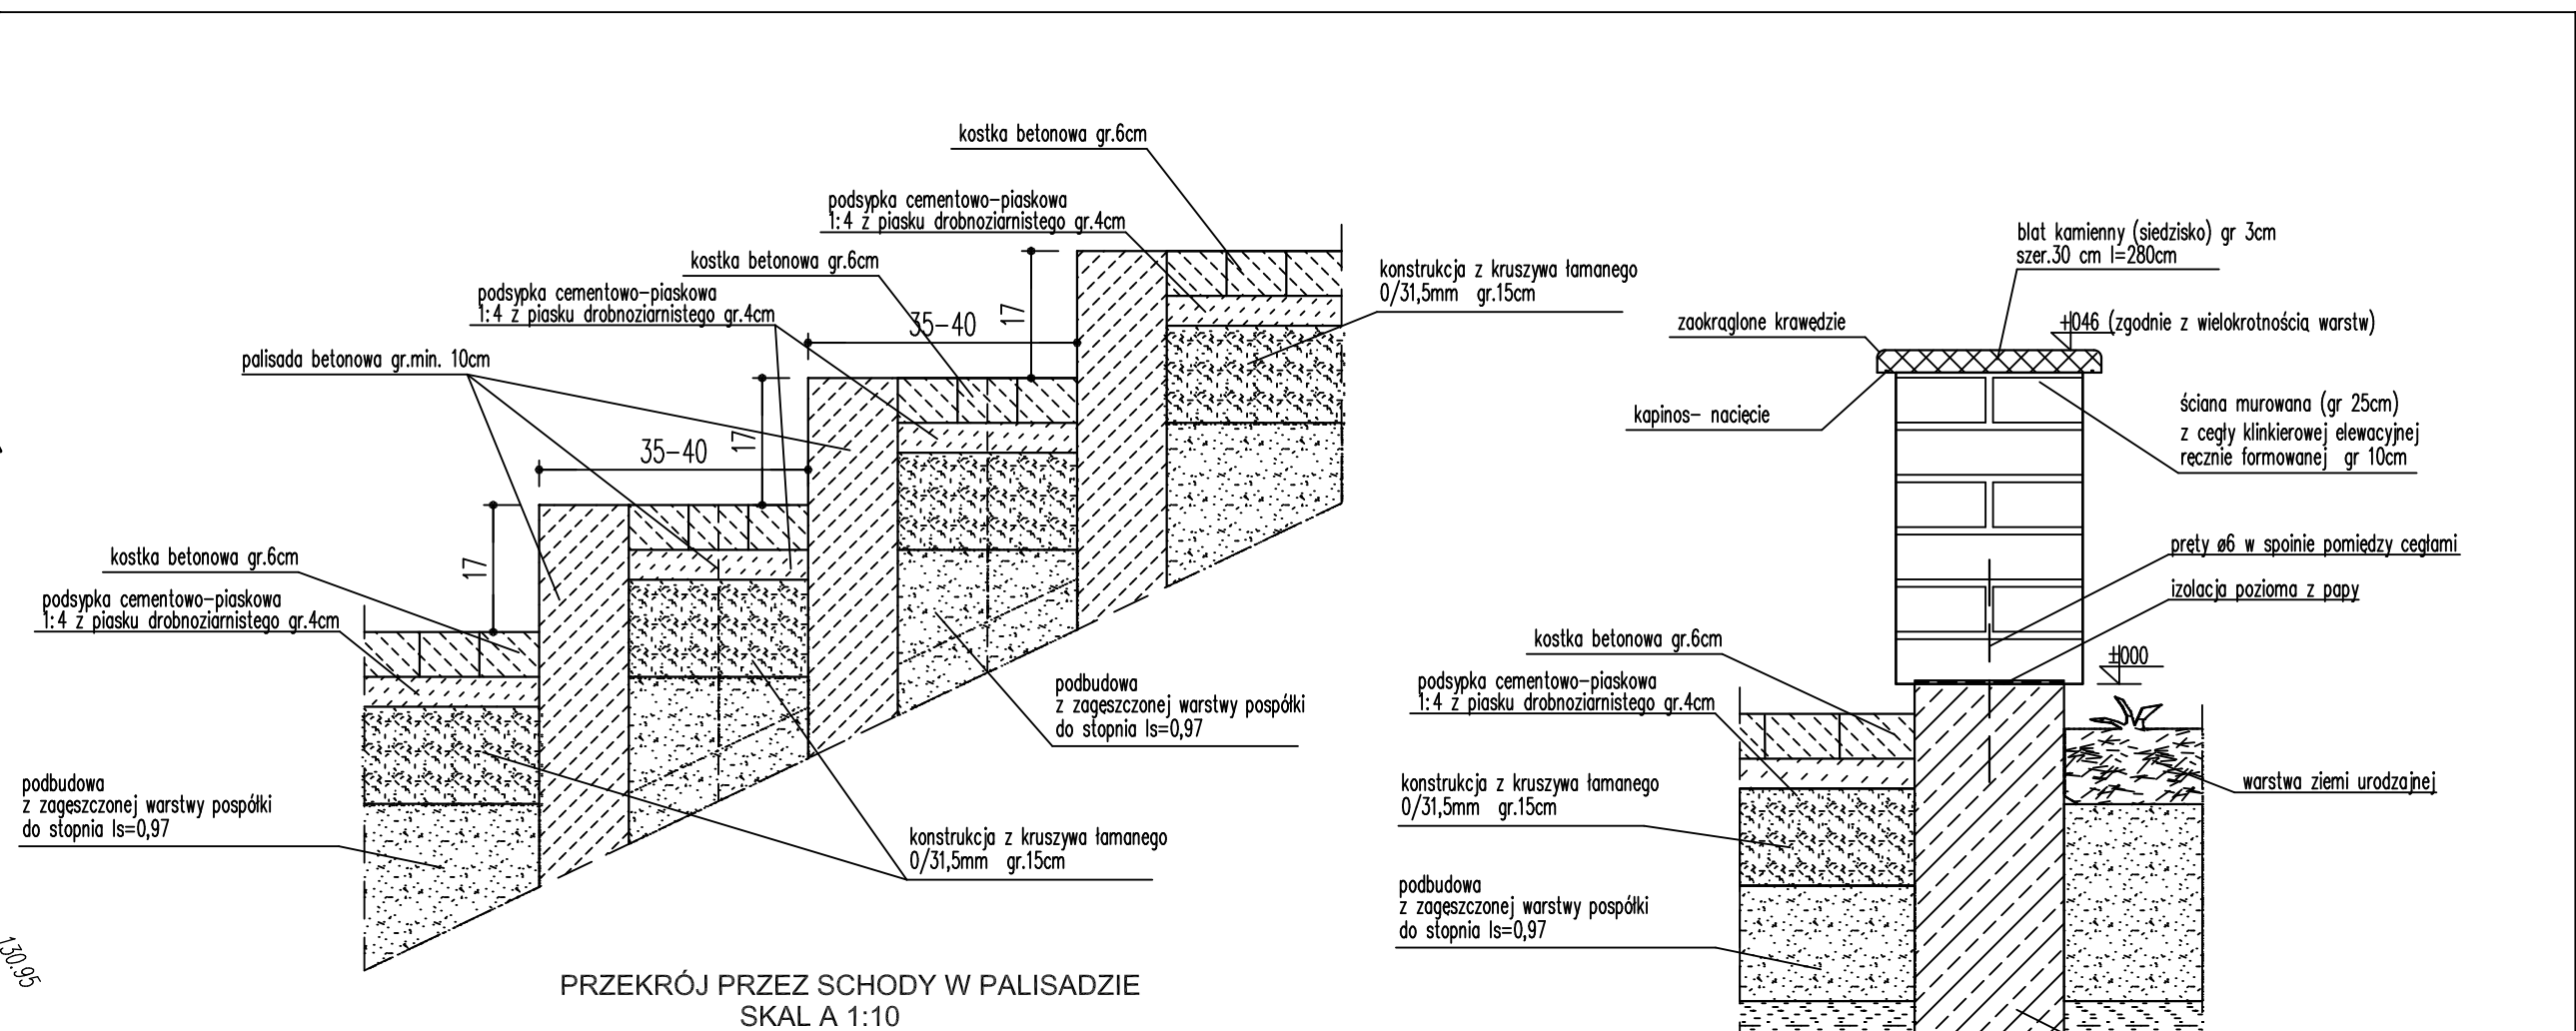 kostka betonowa gr.6cm
podsypka cementowo-piaskowa
1:4 z piasku drobnoziarnistego gr.4cm
kostka betonowa gr.6cm
podsypka cementowo-piaskowa
1:4 z piasku drobnoziarnistego gr.4cm
35-40
17
konstrukcja z kruszywa łamanego
0/31,5mm gr.15cm
palisada betonowa gr.min. 10cm
35-40
17
kostka betonowa gr.6cm
17
podsypka cementowo-piaskowa
1:4 z piasku drobnoziarnistego gr.4cm
podbudowa
z zagęszczonej warstwy pospółki
do stopnia Is=0,97
podbudowa
z zagęszczonej warstwy pospółki
do stopnia Is=0,97
konstrukcja z kruszywa łamanego
0/31,5mm gr.15cm
130.95
PRZEKRÓJ PRZEZ SCHODY W PALISADZIE
SKAL A 1:10
blat kamienny (siedzisko) gr 3cm
szer.30 cm l=280cm
zaokrąglone krawędzie
+046 (zgodnie z wielokrotnością warstw)
kapinos- nacięcie
ściana murowana (gr 25cm)
z cegły klinkierowej elewacyjnej
ręcznie formowanej gr 10cm
pręty ø6 w spoinie pomiędzy cegłami
izolacja pozioma z papy
kostka betonowa gr.6cm
±000
podsypka cementowo-piaskowa
1:4 z piasku drobnoziarnistego gr.4cm
konstrukcja z kruszywa łamanego
0/31,5mm gr.15cm
warstwa ziemi urodzajnej
podbudowa
z zagęszczonej warstwy pospółki
do stopnia Is=0,97